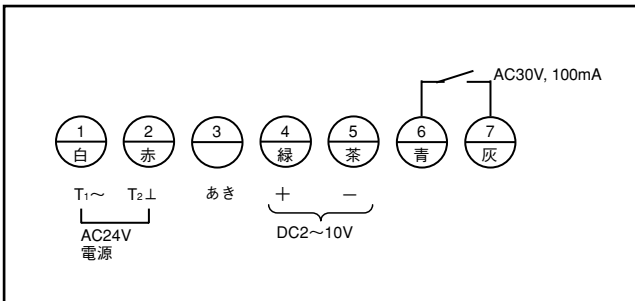 AC30V, 100mA
1 2 3 4 5 6 7
白 赤 緑 茶 青 灰
T₁～ T₂⊥ あき ＋ －
AC24V DC2～10V
電源